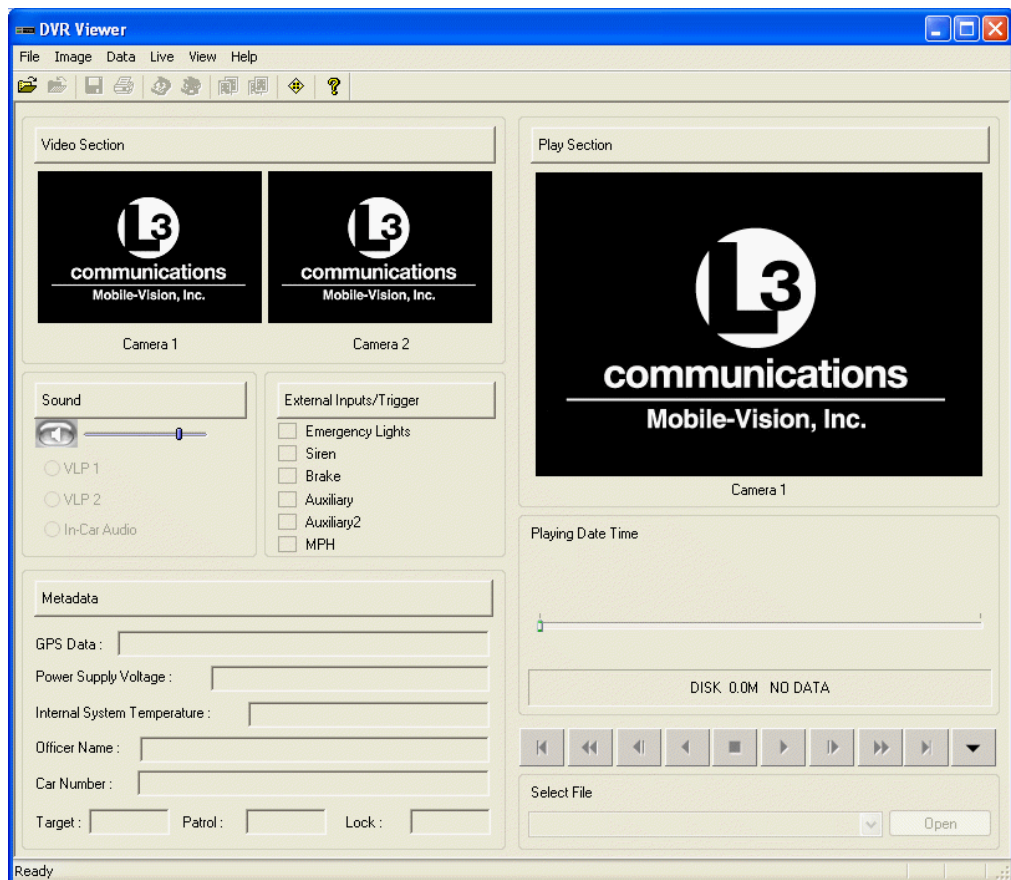 DVR Viewer
File Image Data Live View Help
Video Section
L3
communications
Mobile-Vision, Inc.
Camera 1
L3
communications
Mobile-Vision, Inc.
Camera 2
Sound
VLP 1
VLP 2
In-Car Audio
External Inputs/Trigger
Emergency Lights
Siren
Brake
Auxiliary
Auxiliary2
MPH
Metadata
GPS Data :
Power Supply Voltage :
Internal System Temperature :
Officer Name :
Car Number :
Target : Patrol : Lock :
Play Section
L3
communications
Mobile-Vision, Inc.
Camera 1
Playing Date Time
DISK 0.0M NO DATA
Select File
Open
Ready